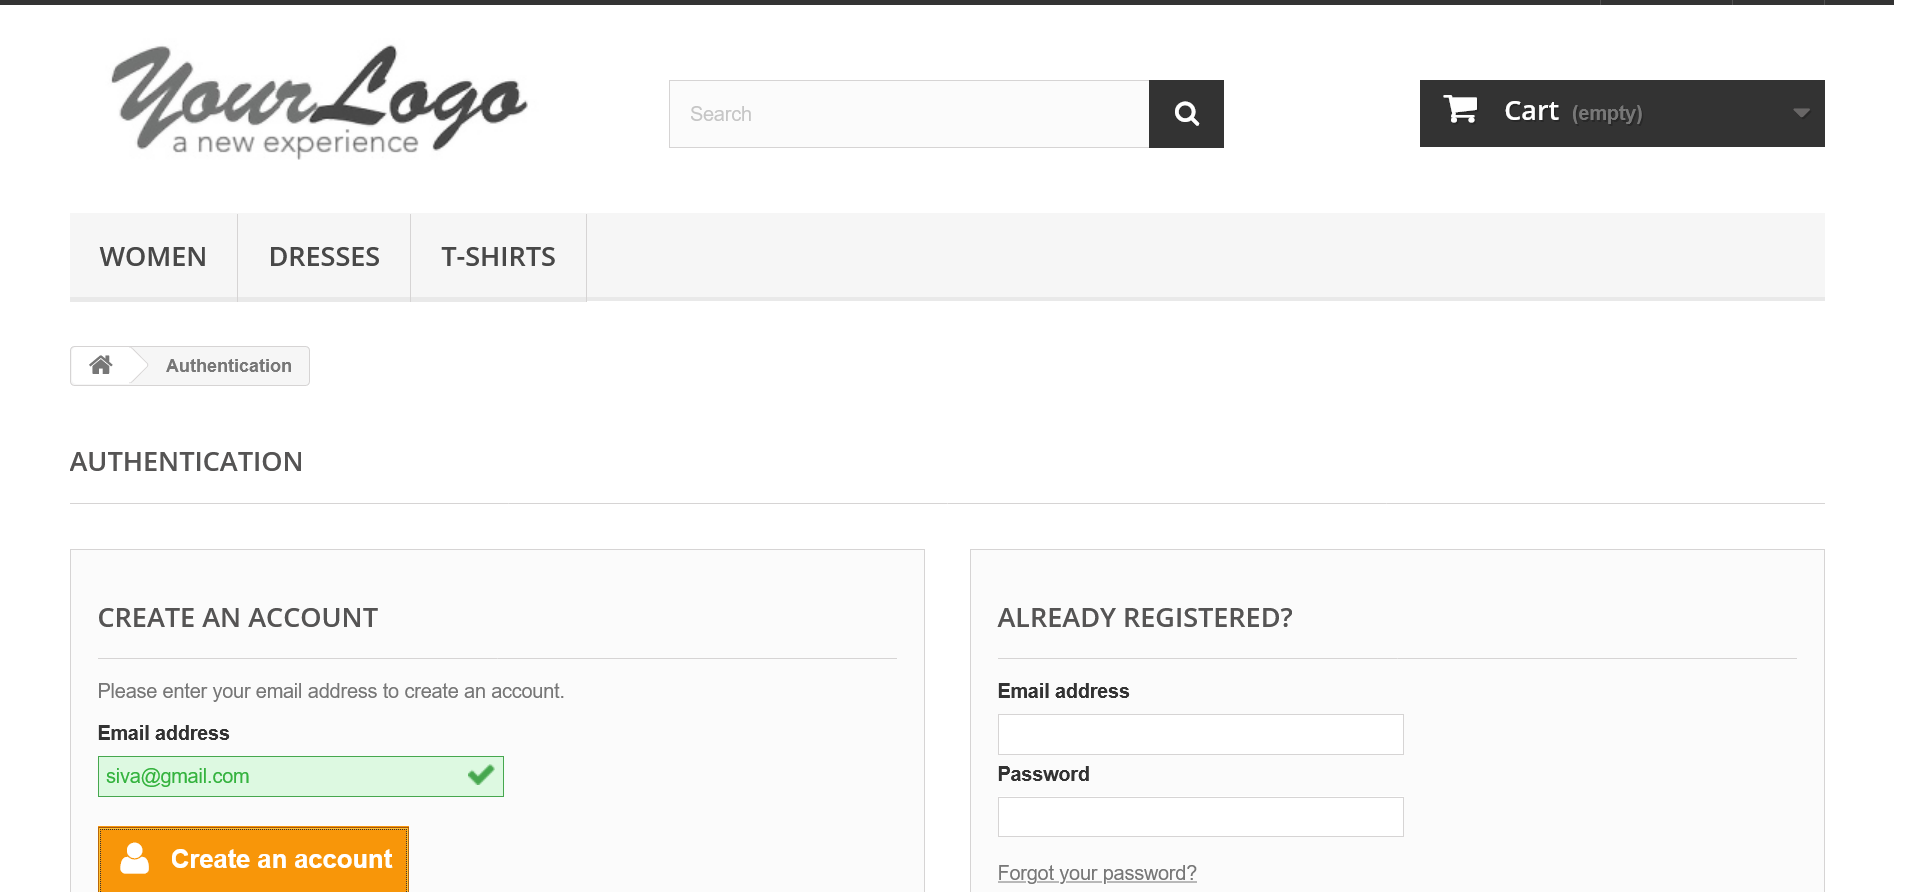 YourLogo
a new experience
Search
Cart (empty)
WOMEN
DRESSES
T-SHIRTS
Authentication
AUTHENTICATION
CREATE AN ACCOUNT
Please enter your email address to create an account.
Email address
siva@gmail.com
Create an account
ALREADY REGISTERED?
Email address
Password
Forgot your password?